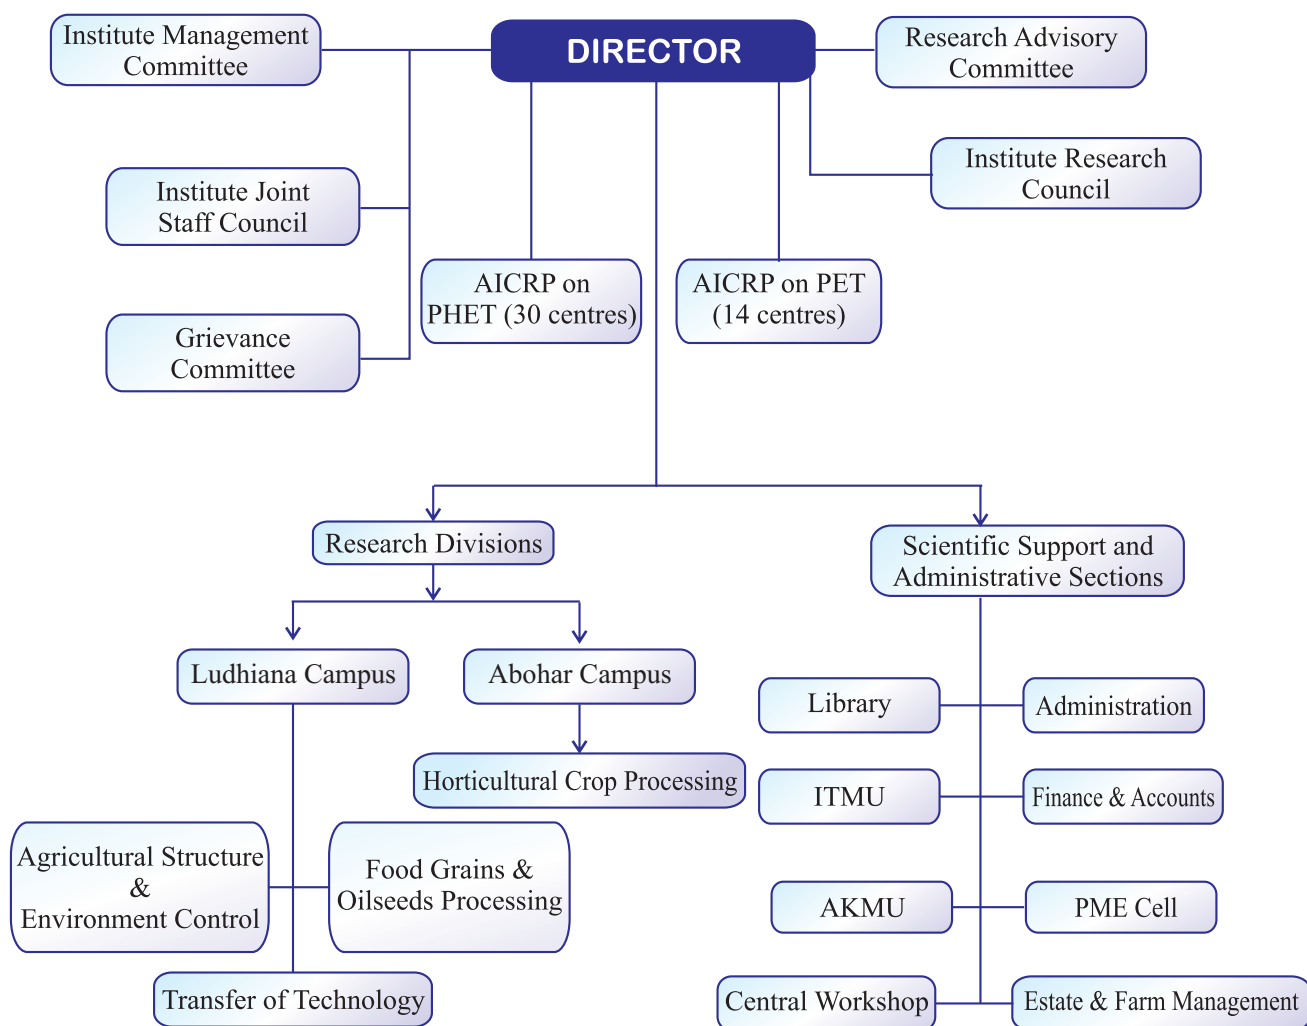 Institute Management
Committee
DIRECTOR
Research Advisory
Committee
Institute Research
Council
Institute Joint
Staff Council
AICRP on
PHET (30 centres)
AICRP on PET
(14 centres)
Grievance
Committee
Research Divisions
Scientific Support and
Administrative Sections
Ludhiana Campus
Abohar Campus
Library
Administration
Horticultural Crop Processing
ITMU
Finance & Accounts
Agricultural Structure
&
Environment Control
Food Grains &
Oilseeds Processing
AKMU
PME Cell
Transfer of Technology
Central Workshop
Estate & Farm Management